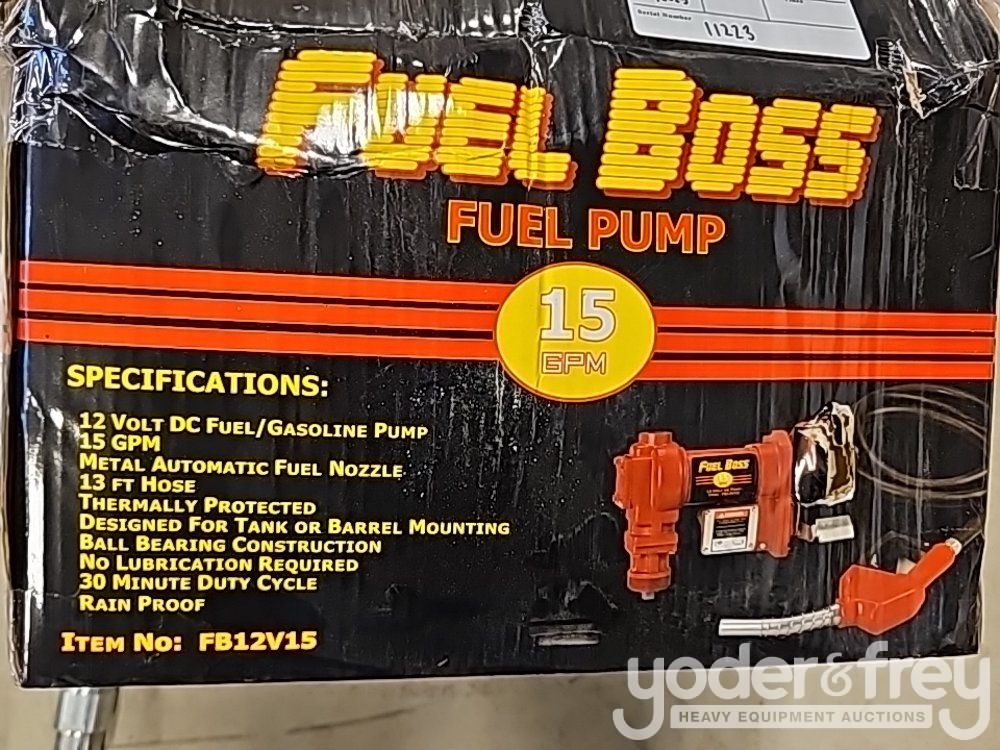 Serial Number
11223
FUEL BOSS
FUEL PUMP
15
GPM
SPECIFICATIONS:
12 VOLT DC FUEL/GASOLINE PUMP
15 GPM
METAL AUTOMATIC FUEL NOZZLE
13 FT HOSE
THERMALLY PROTECTED
DESIGNED FOR TANK OR BARREL MOUNTING
BALL BEARING CONSTRUCTION
NO LUBRICATION REQUIRED
30 MINUTE DUTY CYCLE
RAIN PROOF
ITEM NO: FB12V15
FUEL BOSS
15
yoder&frey
HEAVY EQUIPMENT AUCTIONS